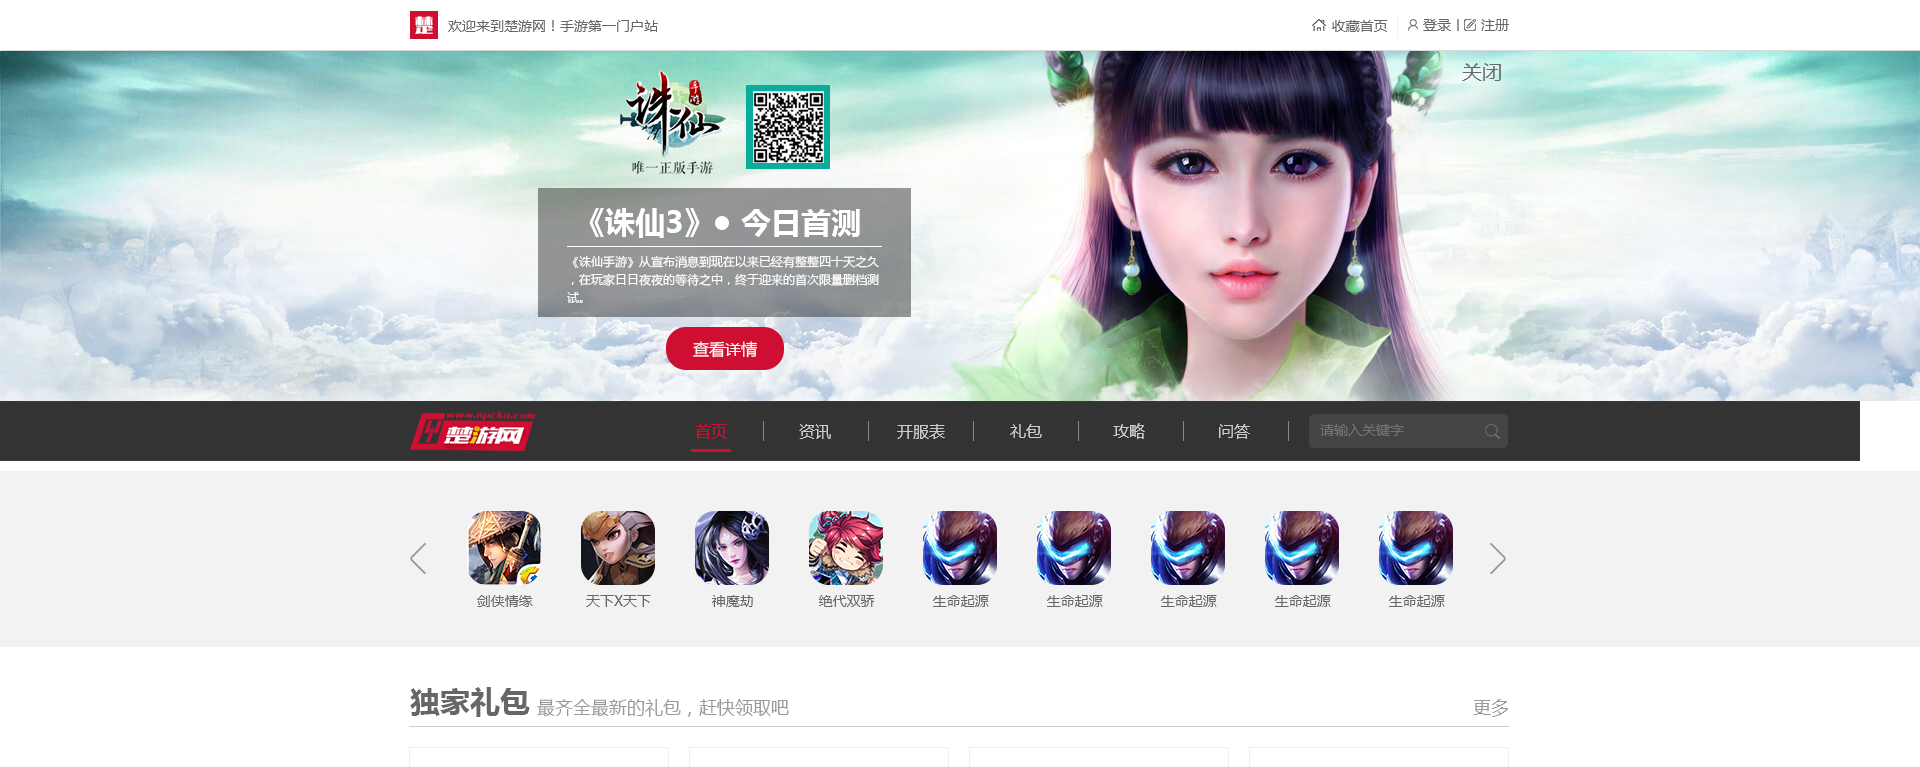 楚 欢迎来到楚游网！手游第一门户站
收藏首页 登录 | 注册
关闭
诛仙 手游
唯一正版手游
《诛仙3》● 今日首测
《诛仙手游》从宣布消息到现在以来已经有整整四十天之久
，在玩家日日夜夜的等待之中，终于迎来的首次限量删档测
试。
查看详情
www.npcka.com
楚游网
首页 资讯 开服表 礼包 攻略 问答 请输入关键字
剑侠情缘 天下X天下 神魔劫 绝代双骄 生命起源 生命起源 生命起源 生命起源 生命起源
独家礼包 最齐全最新的礼包，赶快领取吧 更多